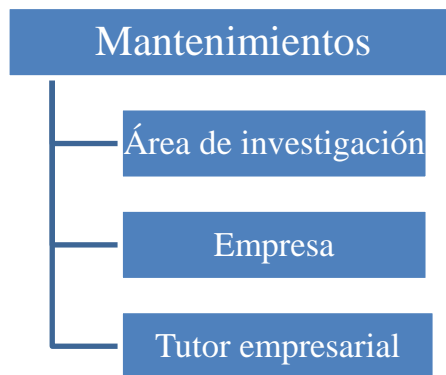 Mantenimientos
Área de investigación
Empresa
Tutor empresarial